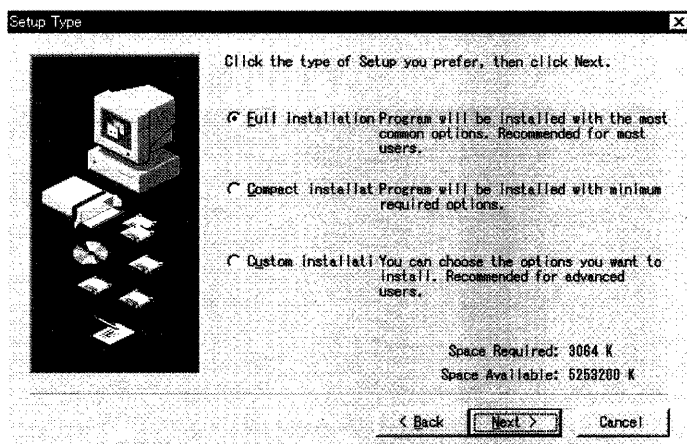 Setup Type
Click the type of Setup you prefer, then click Next.
Full installation Program will be installed with the most
common options. Recommended for most
users.
Compact installat Program will be installed with minimum
required options.
Custom installati You can choose the options you want to
install. Recommended for advanced
users.
Space Required: 3064 K
Space Available: 5253200 K
< Back Next > Cancel